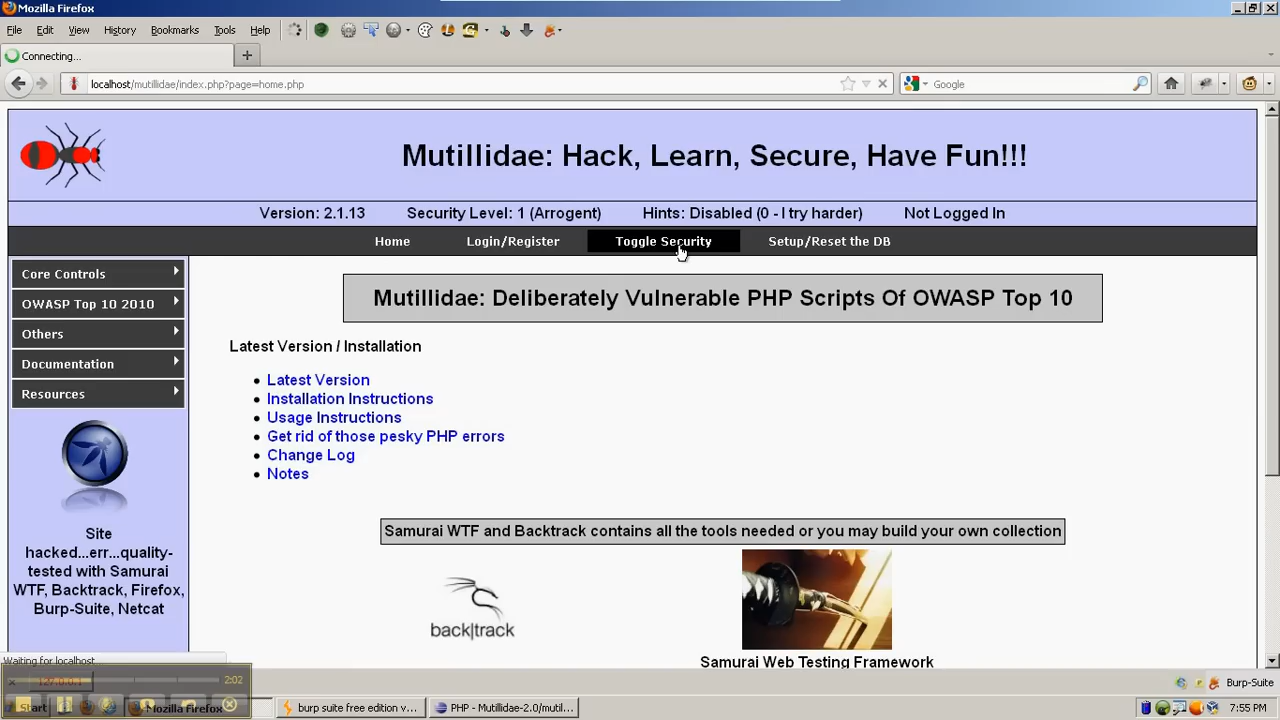 Mozilla Firefox
File Edit View History Bookmarks Tools Help
Connecting...
localhost/mutillidae/index.php?page=home.php
Google
Mutillidae: Hack, Learn, Secure, Have Fun!!!
Version: 2.1.13 Security Level: 1 (Arrogent) Hints: Disabled (0 - I try harder) Not Logged In
Home Login/Register Toggle Security Setup/Reset the DB
Core Controls
OWASP Top 10 2010
Others
Documentation
Resources
Site
hacked...err...quality-
tested with Samurai
WTF, Backtrack, Firefox,
Burp-Suite, Netcat
Mutillidae: Deliberately Vulnerable PHP Scripts Of OWASP Top 10
Latest Version / Installation
Latest Version
Installation Instructions
Usage Instructions
Get rid of those pesky PHP errors
Change Log
Notes
Samurai WTF and Backtrack contains all the tools needed or you may build your own collection
back|track
Samurai Web Testing Framework
Waiting for localhost
127.0.0.1
2:02
Burp-Suite
Start
Mozilla Firefox
burp suite free edition v...
PHP - Mutillidae-2.0/mutil...
7:55 PM